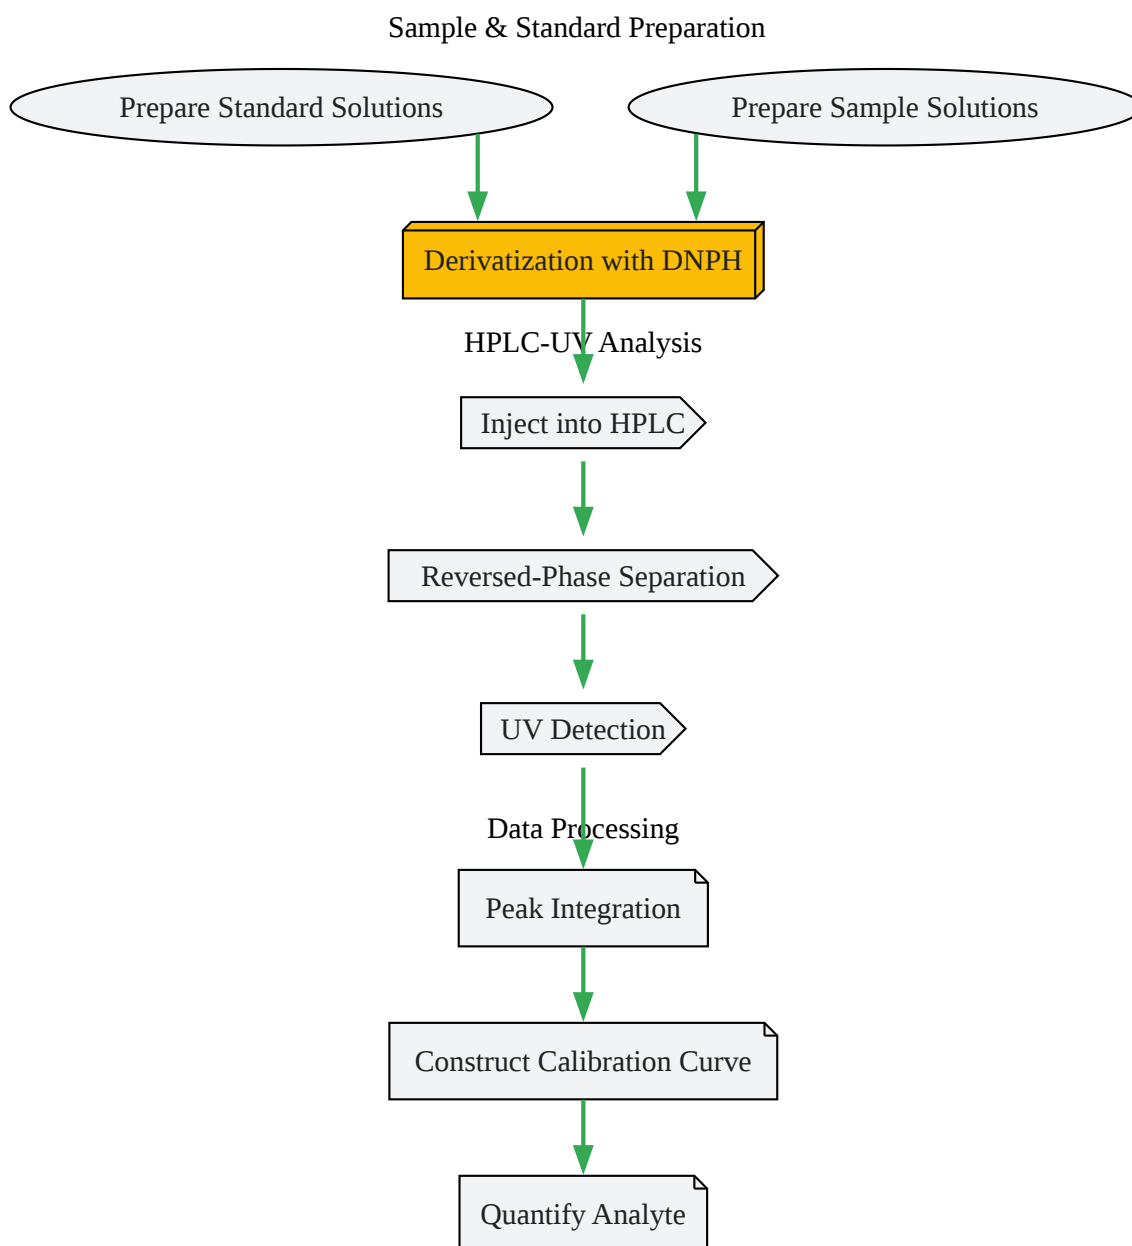 Sample & Standard Preparation
Prepare Standard Solutions
Prepare Sample Solutions
Derivatization with DNPH
HPLC-UV Analysis
Inject into HPLC
Reversed-Phase Separation
UV Detection
Data Processing
Peak Integration
Construct Calibration Curve
Quantify Analyte